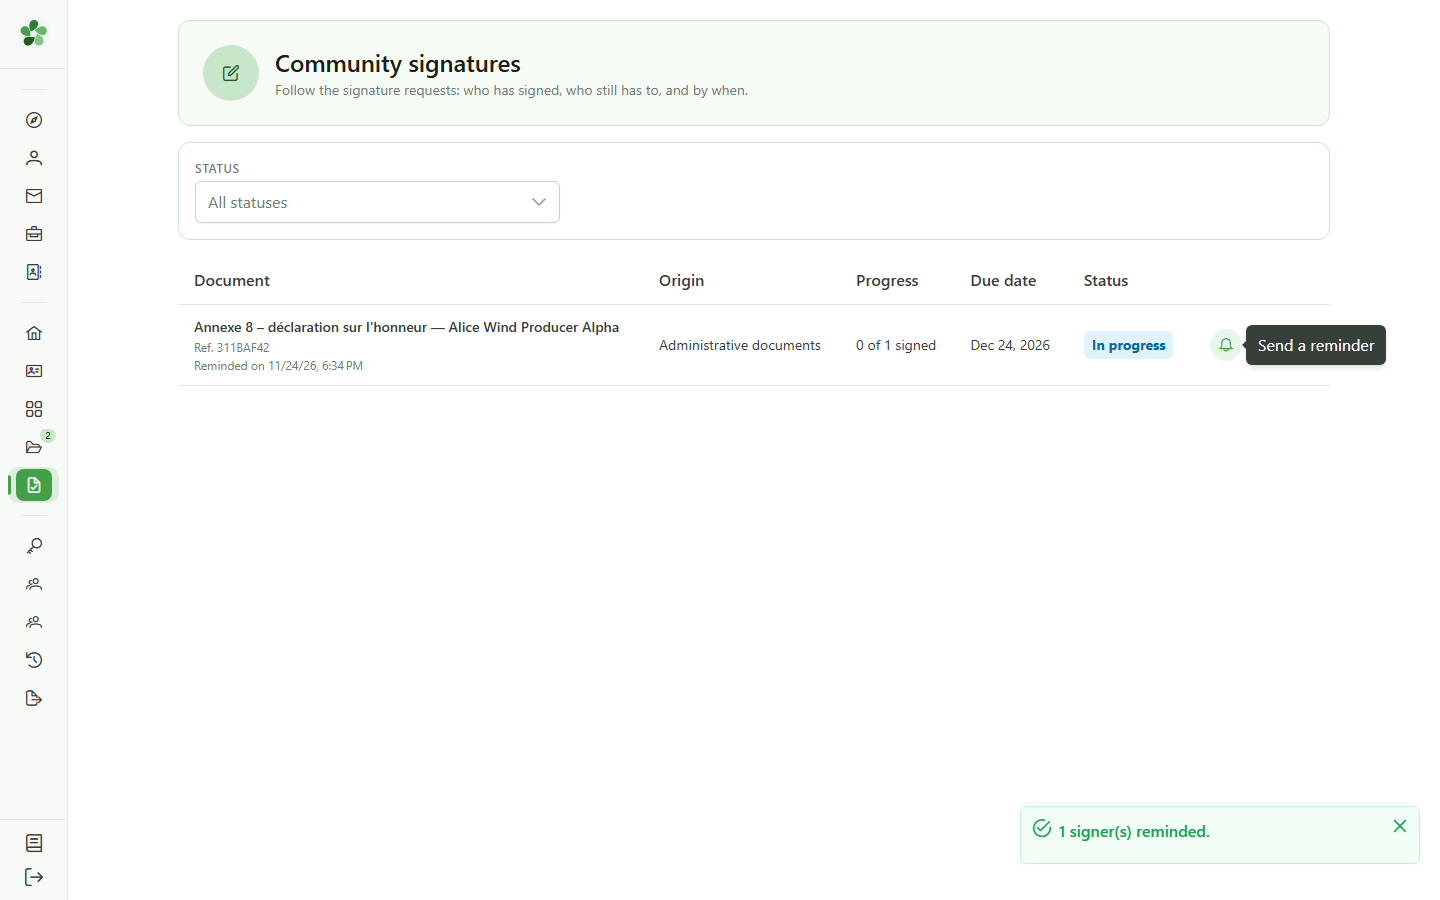 Community signatures
Follow the signature requests: who has signed, who still has to, and by when.
STATUS
All statuses
Document
Origin
Progress
Due date
Status
Annexe 8 – déclaration sur l'honneur — Alice Wind Producer Alpha
Ref. 311BAF42
Reminded on 11/24/26, 6:34 PM
Administrative documents
0 of 1 signed
Dec 24, 2026
In progress
Send a reminder
2
1 signer(s) reminded.